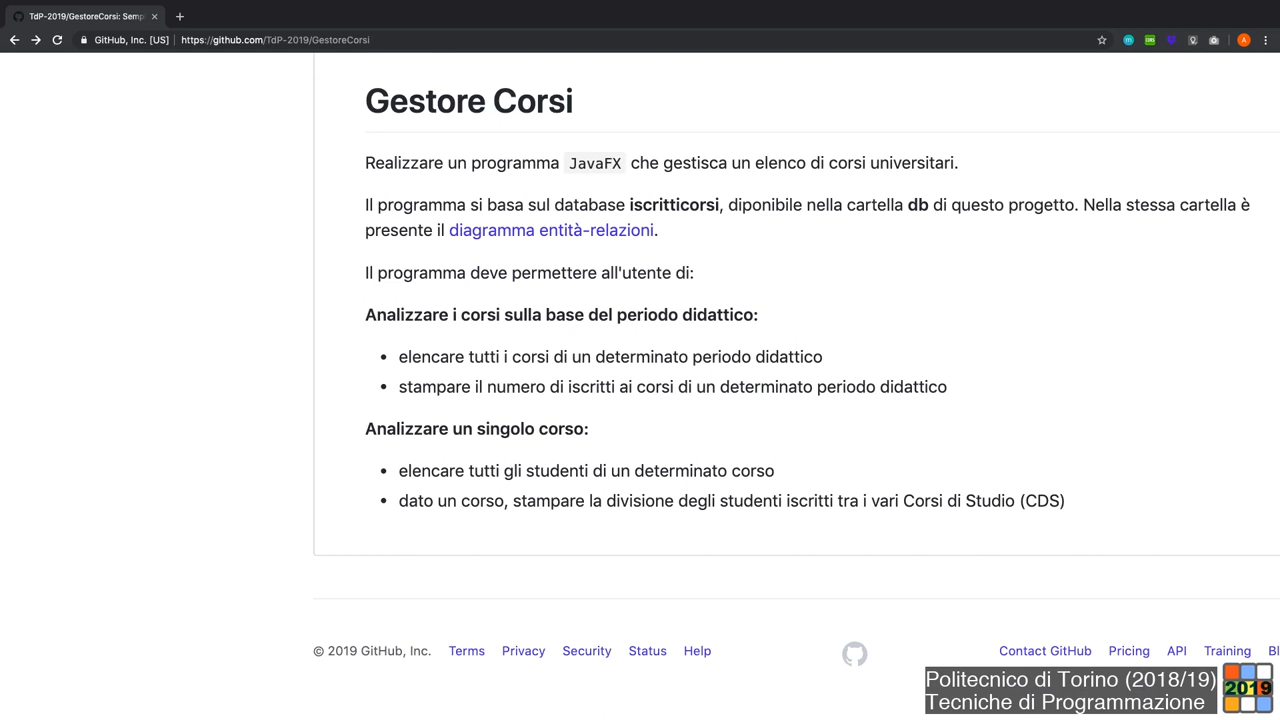 TdP-2019/GestoreCorsi: Semp
GitHub, Inc. [US] https://github.com/TdP-2019/GestoreCorsi
A
Gestore Corsi
Realizzare un programma JavaFX che gestisca un elenco di corsi universitari.
Il programma si basa sul database iscritticorsi, diponibile nella cartella db di questo progetto. Nella stessa cartella è
presente il diagramma entità-relazioni.
Il programma deve permettere all'utente di:
Analizzare i corsi sulla base del periodo didattico:
• elencare tutti i corsi di un determinato periodo didattico
• stampare il numero di iscritti ai corsi di un determinato periodo didattico
Analizzare un singolo corso:
• elencare tutti gli studenti di un determinato corso
• dato un corso, stampare la divisione degli studenti iscritti tra i vari Corsi di Studio (CDS)
© 2019 GitHub, Inc. Terms Privacy Security Status Help Contact GitHub Pricing API Training Bl
Politecnico di Torino (2018/19)
Tecniche di Programmazione
2019